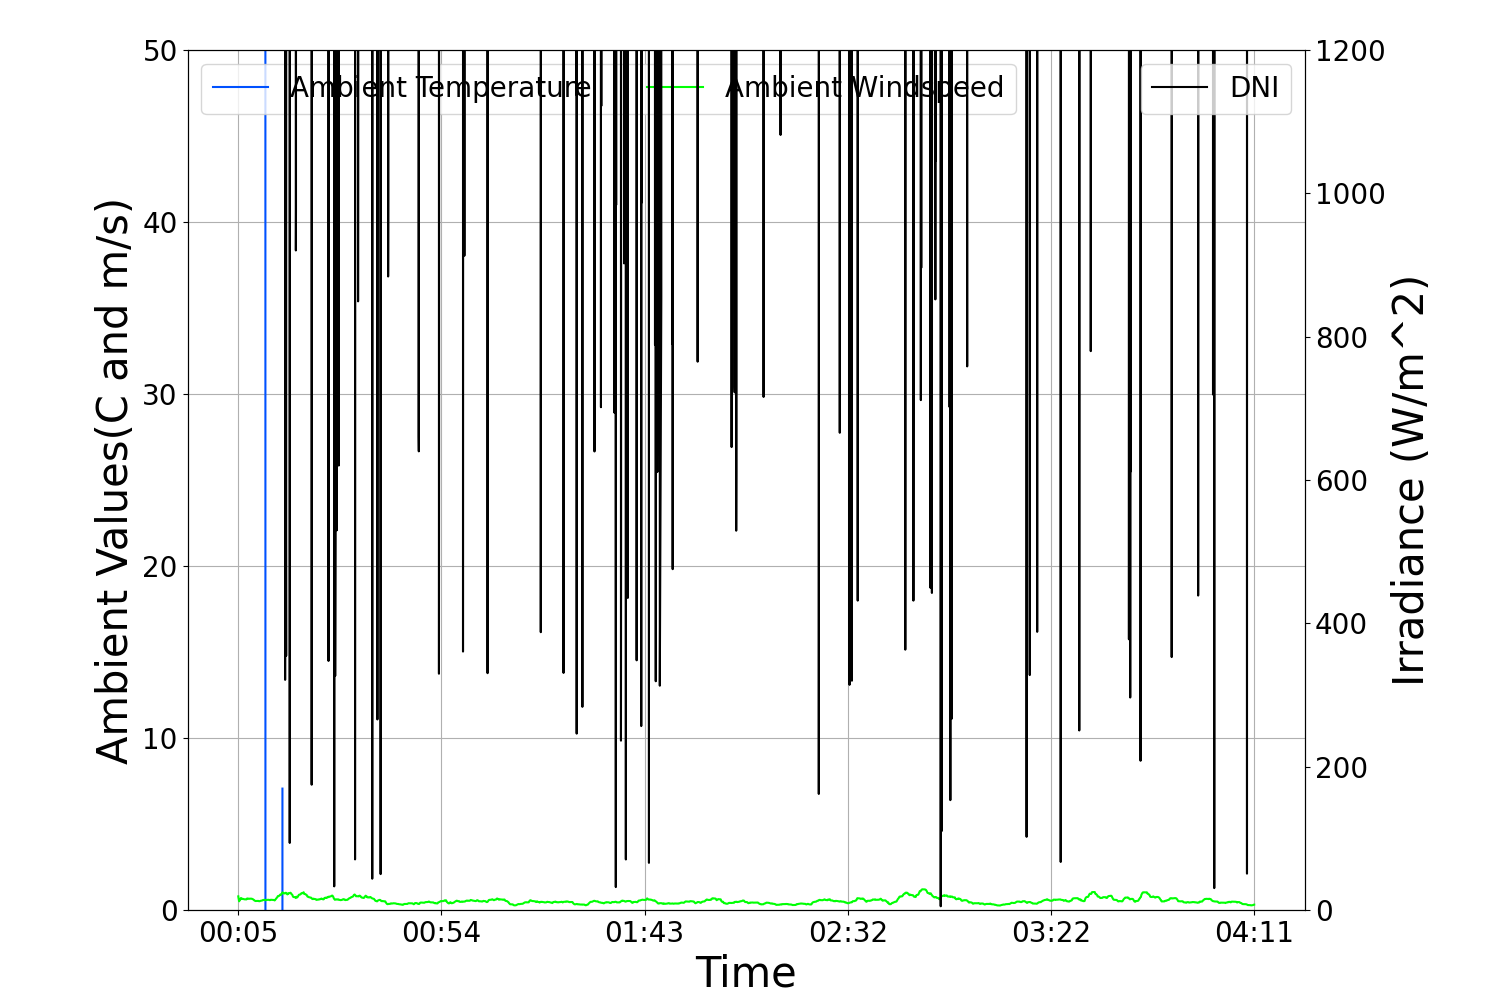 50
40
30
20
10
0
Ambient Values(C and m/s)
Ambient Temperature
Ambient Windspeed
DNI
1200
1000
800
600
400
200
0
Irradiance (W/m^2)
00:05 00:54 01:43 02:32 03:22 04:11
Time